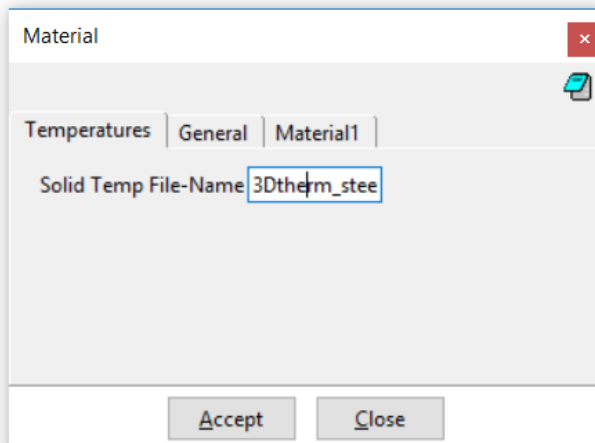 Material
Temperatures General Material1
Solid Temp File-Name 3Dtherm_stee
Accept Close